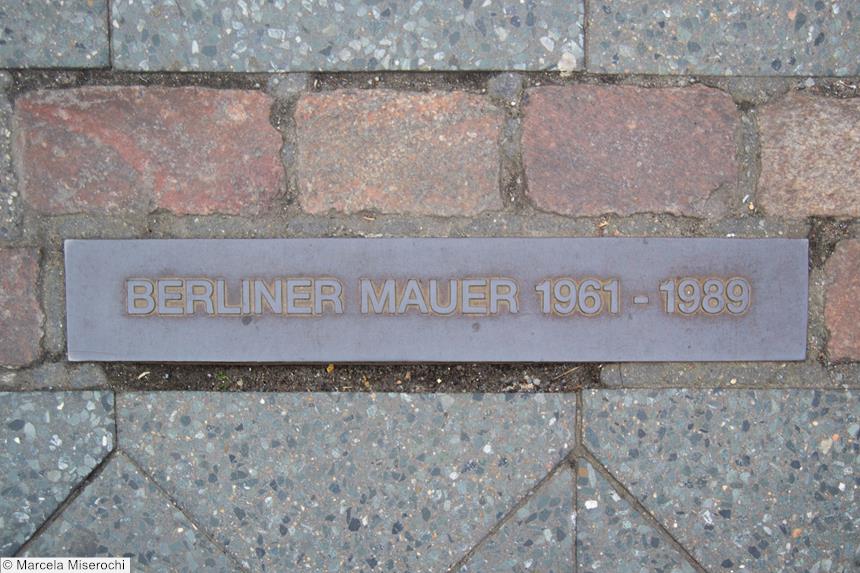 BERLINER MAUER 1961 - 1989
© Marcela Miserochi